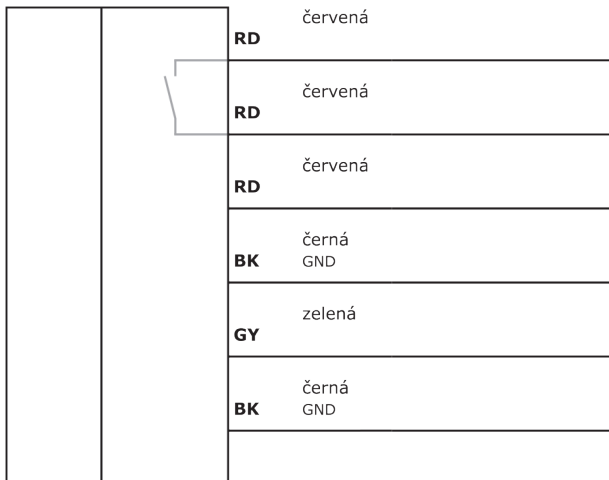 červená
RD
červená
RD
červená
RD
černá
BK
GND
zelená
GY
černá
BK
GND